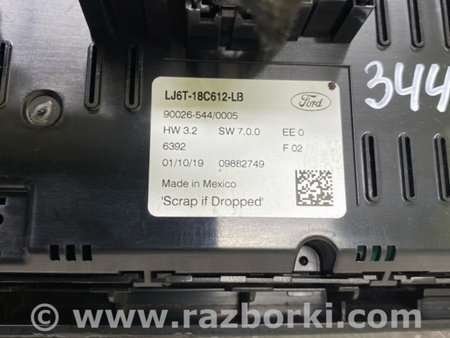 LJ6T-18C612-LB
Ford
90026-544/0005
HW 3.2 SW 7.0.0 EE 0
6392 F 02
01/10/19 09882749
Made in Mexico
'Scrap if Dropped'
344
www.razborki.com